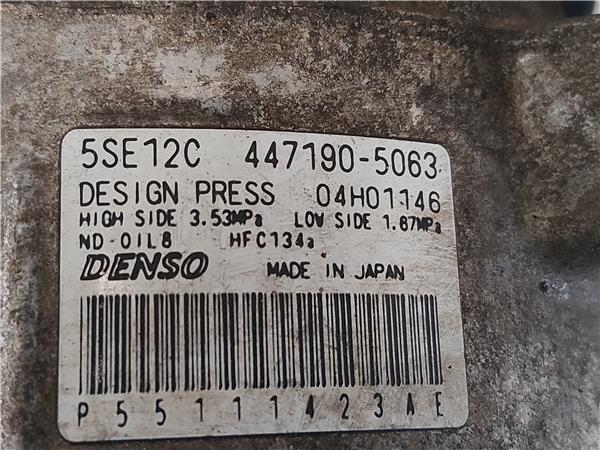 5SE12C 447190-5063
DESIGN PRESS 04H01146
HIGH SIDE 3.53MPa LOW SIDE 1.67MPa
ND-OIL8 HFC134a
DENSO MADE IN JAPAN
P55111423AE